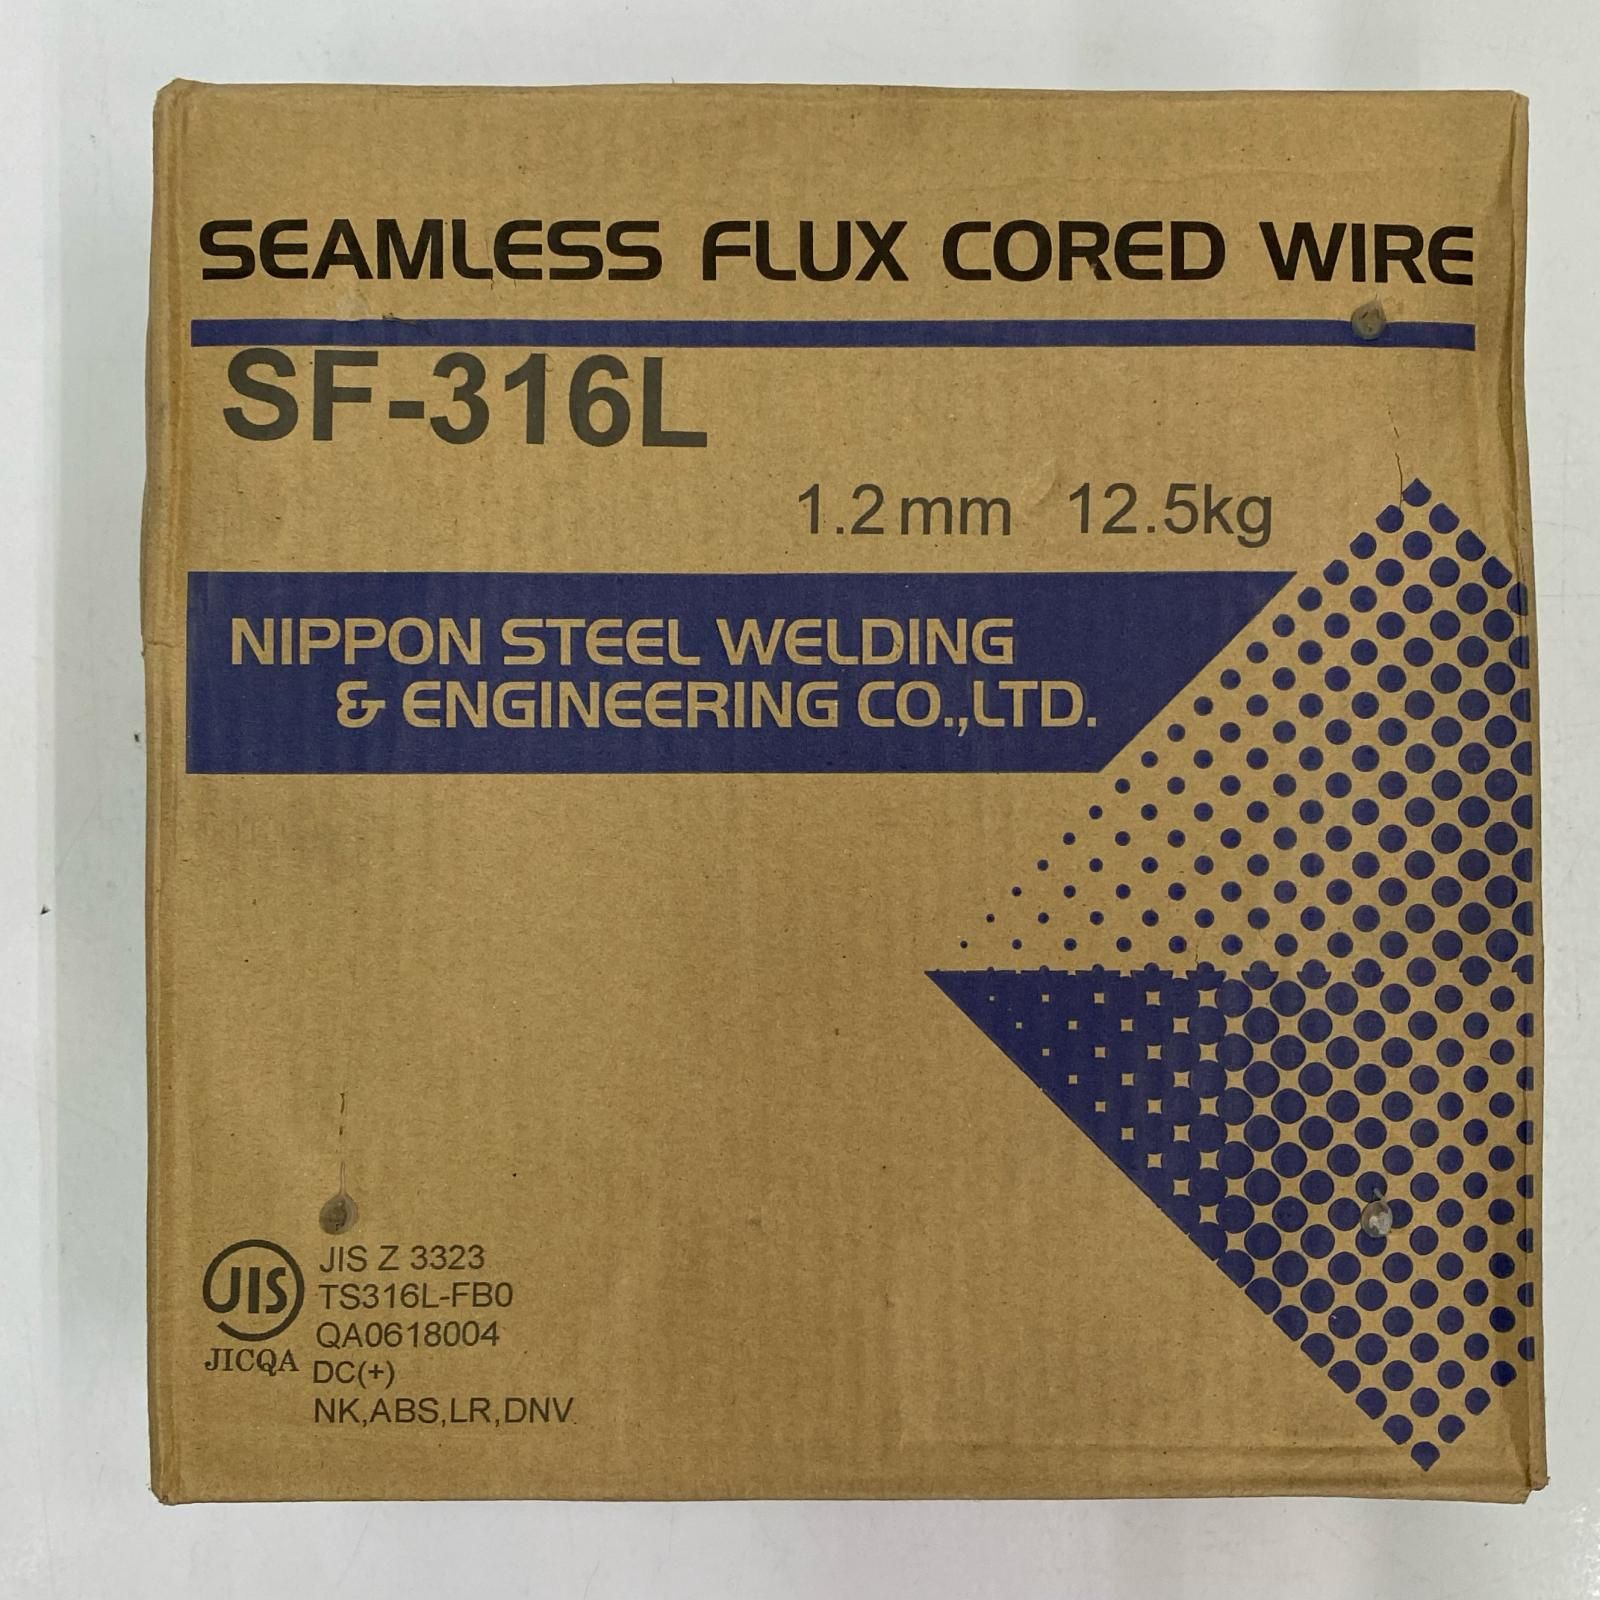 SEAMLESS FLUX CORED WIRE
SF-316L
1.2mm 12.5kg
NIPPON STEEL WELDING
& ENGINEERING CO.,LTD.
JIS
JICQA
JIS Z 3323
TS316L-FB0
QA0618004
DC(+)
NK,ABS,LR,DNV